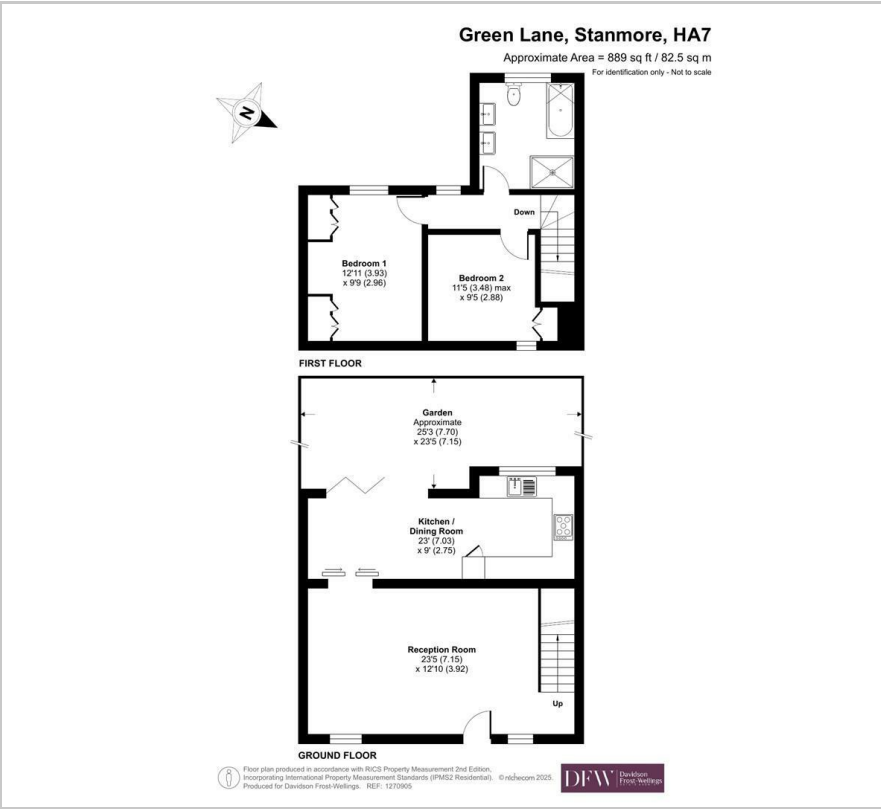 Green Lane, Stanmore, HA7
Approximate Area = 889 sq ft / 82.5 sq m
For identification only - Not to scale
N
Down
Bedroom 1
12'11 (3.93)
x 9'9 (2.96)
Bedroom 2
11'5 (3.48) max
x 9'5 (2.88)
FIRST FLOOR
Garden
Approximate
25'3 (7.70)
x 23'5 (7.15)
Kitchen /
Dining Room
23' (7.03)
x 9' (2.75)
Reception Room
23'5 (7.15)
x 12'10 (3.92)
Up
GROUND FLOOR
Floor plan produced in accordance with RICS Property Measurement 2nd Edition,
Incorporating International Property Measurement Standards (IPMS2 Residential). © nichecom 2025.
Produced for Davidson Frost-Wellings. REF: 1270905
DFW
Davidson
Frost-Wellings